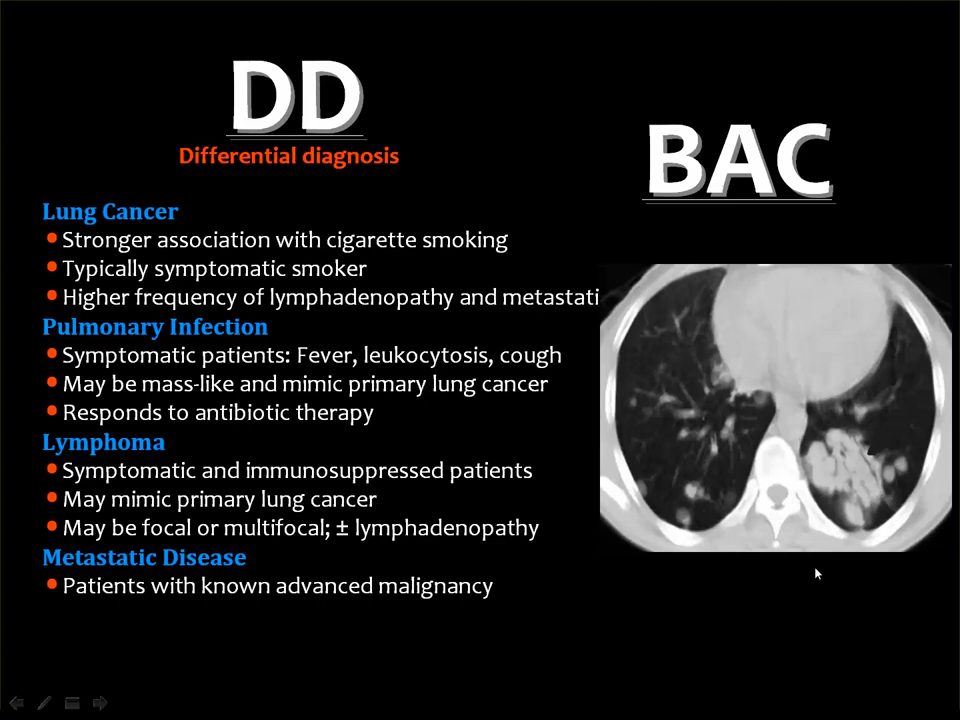 DD
Differential diagnosis
BAC
Lung Cancer
• Stronger association with cigarette smoking
• Typically symptomatic smoker
• Higher frequency of lymphadenopathy and metastati
Pulmonary Infection
• Symptomatic patients: Fever, leukocytosis, cough
• May be mass-like and mimic primary lung cancer
• Responds to antibiotic therapy
Lymphoma
• Symptomatic and immunosuppressed patients
• May mimic primary lung cancer
• May be focal or multifocal; ± lymphadenopathy
Metastatic Disease
• Patients with known advanced malignancy